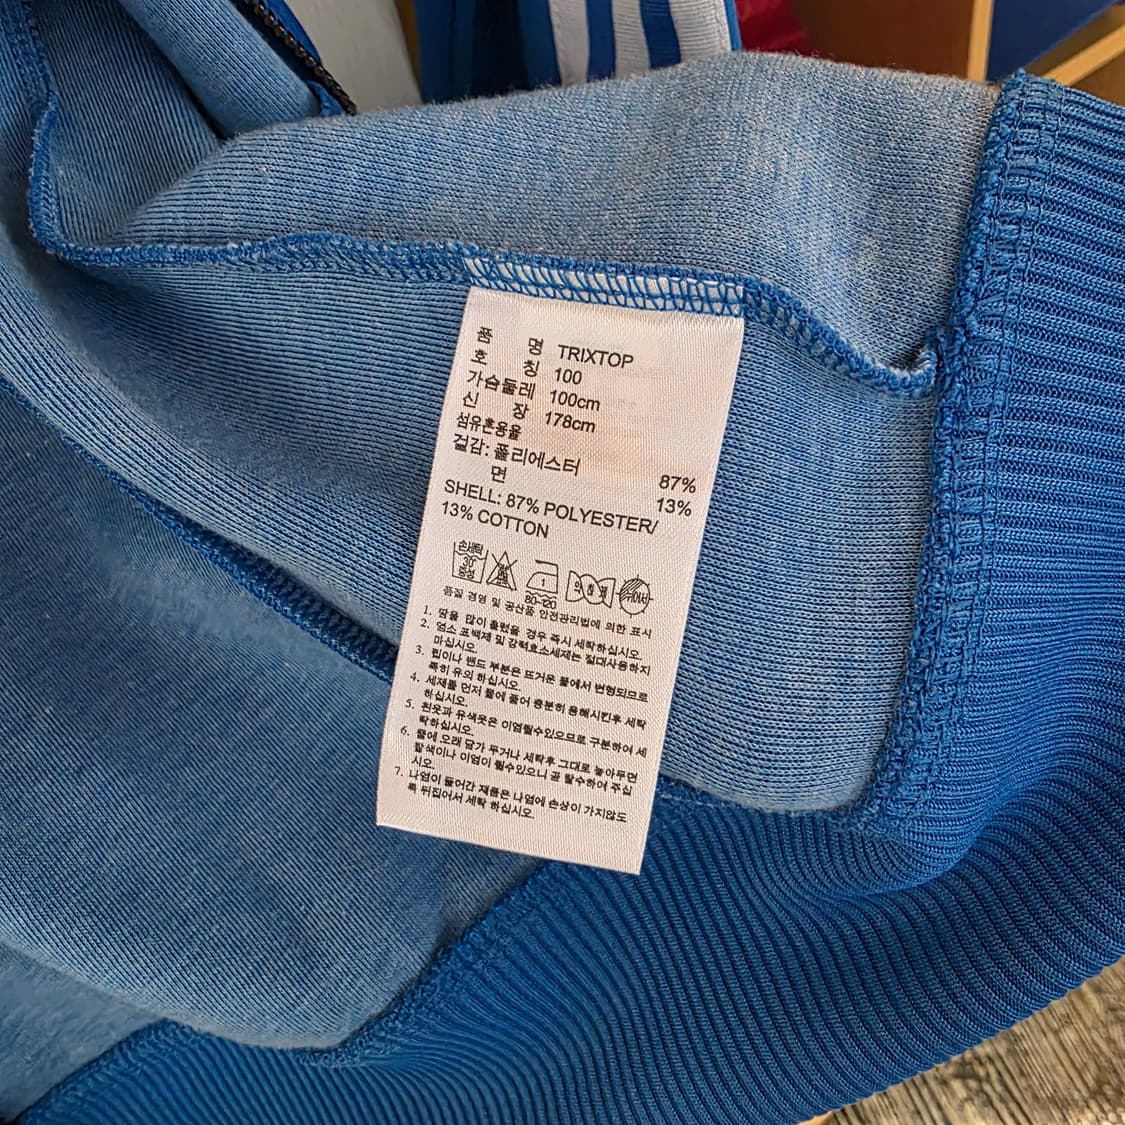 품 명 TRIXTOP
호 칭 100
가슴둘레 100cm
신 장 178cm
섬유혼용율
겉감: 폴리에스터 87%
면 13%
SHELL: 87% POLYESTER/
13% COTTON
손세탁
30
중성
1
80~120
약하게
품질 경영 및 공산품 안전관리법에 의한 표시
1. 땀을 많이 흘렸을 경우 즉시 세탁하십시오.
2. 염소 표백제 및 강력효소세제는 절대사용하지
마십시오.
3. 립이나 밴드 부분은 뜨거운 물에서 변형되므로
특히 유의 하십시오.
4. 세제를 먼저 물에 풀어 충분히 용해시킨후 세탁
하십시오.
5. 흰옷과 유색옷은 이염될수있으므로 구분하여 세
탁하십시오.
6. 물에 오래 담가 두거나 세탁후 그대로 놓아두면
탈색이나 이염이 될수있으니 곧 탈수하여 주십
시오.
7. 나염이 들어간 제품은 나염에 손상이 가지않도
록 뒤집어서 세탁 하십시오.